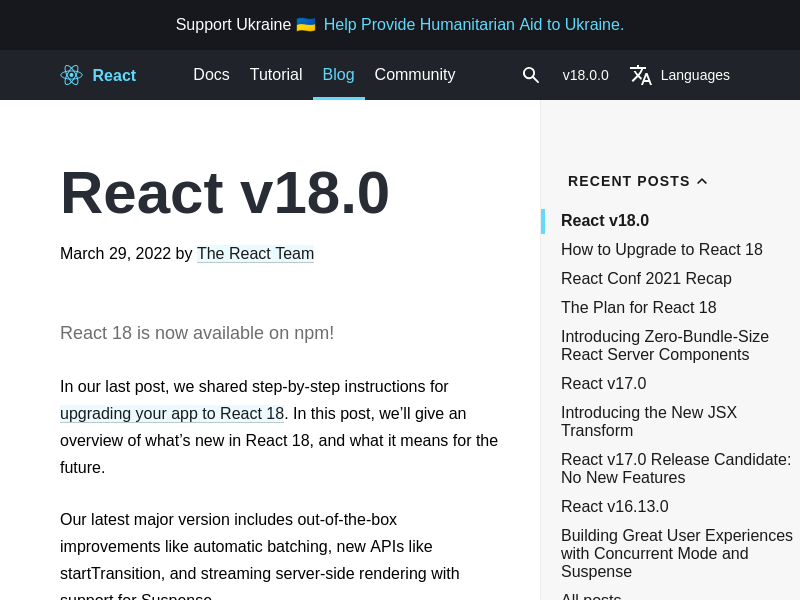 Support Ukraine 🇺🇦 Help Provide Humanitarian Aid to Ukraine.
React
Docs
Tutorial
Blog
Community
v18.0.0
Languages
React v18.0
March 29, 2022 by The React Team
React 18 is now available on npm!
In our last post, we shared step-by-step instructions for
upgrading your app to React 18. In this post, we’ll give an
overview of what’s new in React 18, and what it means for the
future.
Our latest major version includes out-of-the-box
improvements like automatic batching, new APIs like
startTransition, and streaming server-side rendering with
support for Suspense.
RECENT POSTS
React v18.0
How to Upgrade to React 18
React Conf 2021 Recap
The Plan for React 18
Introducing Zero-Bundle-Size
React Server Components
React v17.0
Introducing the New JSX
Transform
React v17.0 Release Candidate:
No New Features
React v16.13.0
Building Great User Experiences
with Concurrent Mode and
Suspense
All posts